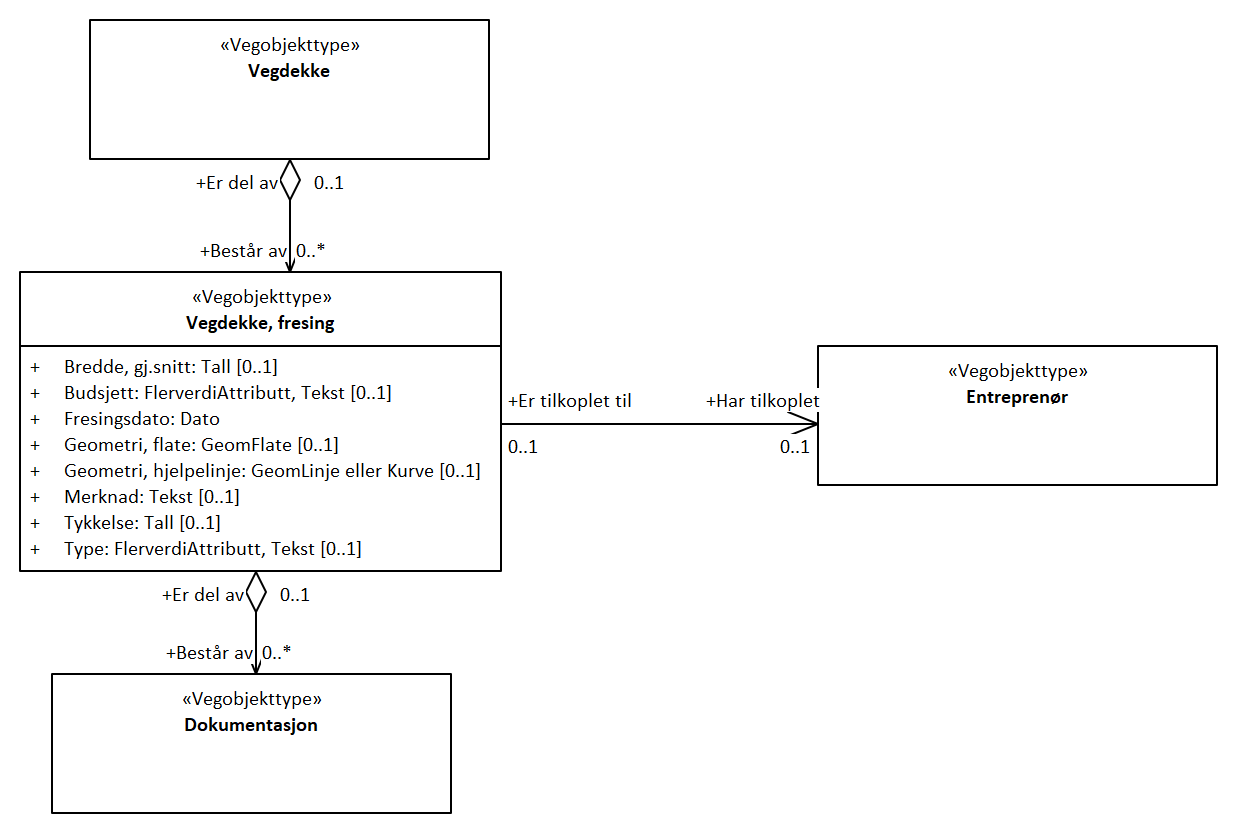 «Vegobjekttype»
Vegdekke
+Er del av 0..1
+Består av 0..*
«Vegobjekttype»
Vegdekke, fresing
+ Bredde, gj.snitt: Tall [0..1]
+ Budsjett: FlerverdiAttributt, Tekst [0..1]
+ Fresingsdato: Dato
+ Geometri, flate: GeomFlate [0..1]
+ Geometri, hjelpelinje: GeomLinje eller Kurve [0..1]
+ Merknad: Tekst [0..1]
+ Tykkelse: Tall [0..1]
+ Type: FlerverdiAttributt, Tekst [0..1]
+Er tilkoplet til +Har tilkoplet
0..1 0..1
«Vegobjekttype»
Entreprenør
+Er del av 0..1
+Består av 0..*
«Vegobjekttype»
Dokumentasjon